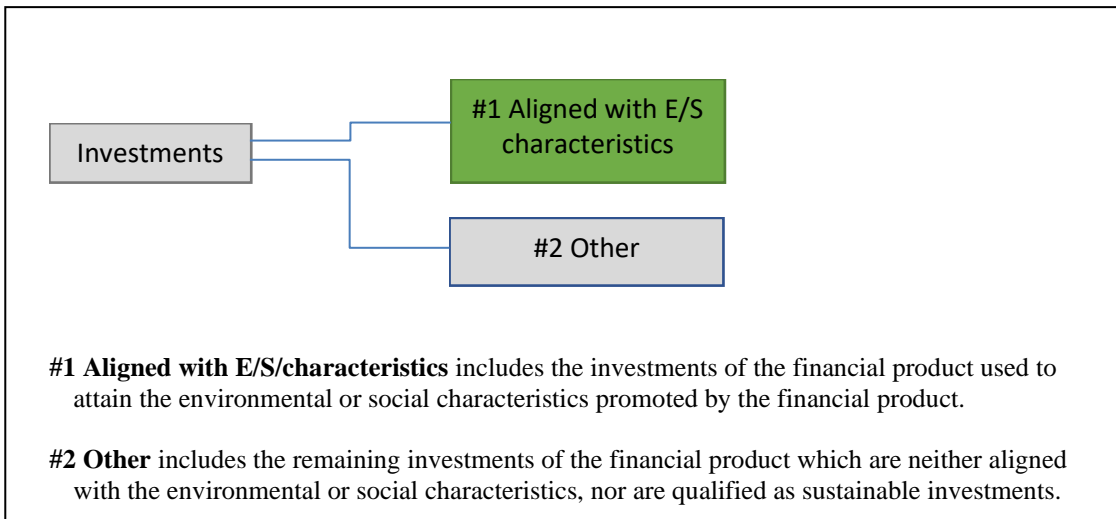 #1 Aligned with E/S
characteristics
Investments
#2 Other
#1 Aligned with E/S/characteristics includes the investments of the financial product used to
attain the environmental or social characteristics promoted by the financial product.
#2 Other includes the remaining investments of the financial product which are neither aligned
with the environmental or social characteristics, nor are qualified as sustainable investments.